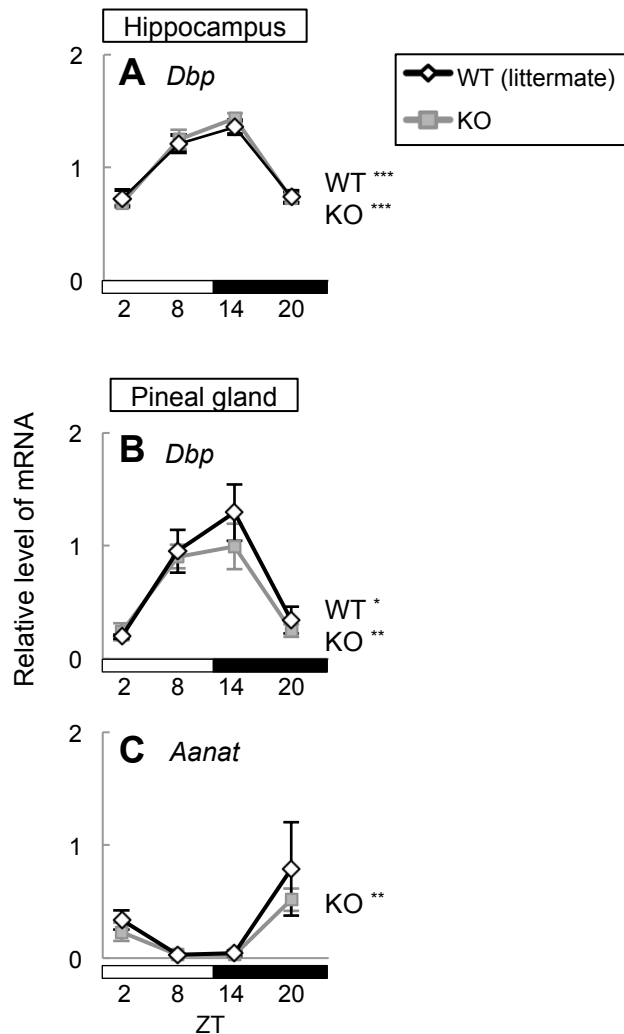 Hippocampus
WT (littermate)
KO
A Dbp
2
1
0
WT ***
KO ***
2 8 14 20
Pineal gland
B Dbp
2
1
0
WT *
KO **
2 8 14 20
Relative level of mRNA
C Aanat
2
1
0
KO **
2 8 14 20
ZT